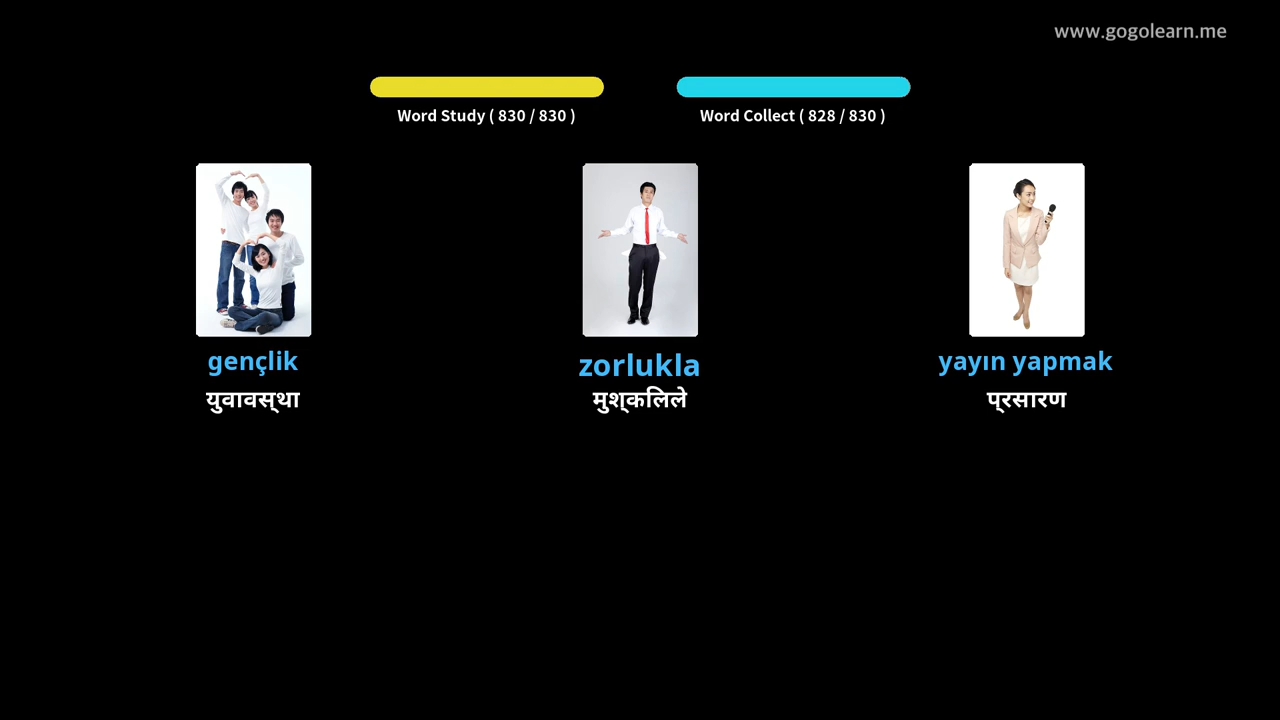 www.gogolearn.me
Word Study ( 830 / 830 )
Word Collect ( 828 / 830 )
gençlik
zorlukla
yayın yapmak
युवावस्था
मुश्कलिले
प्रसारण